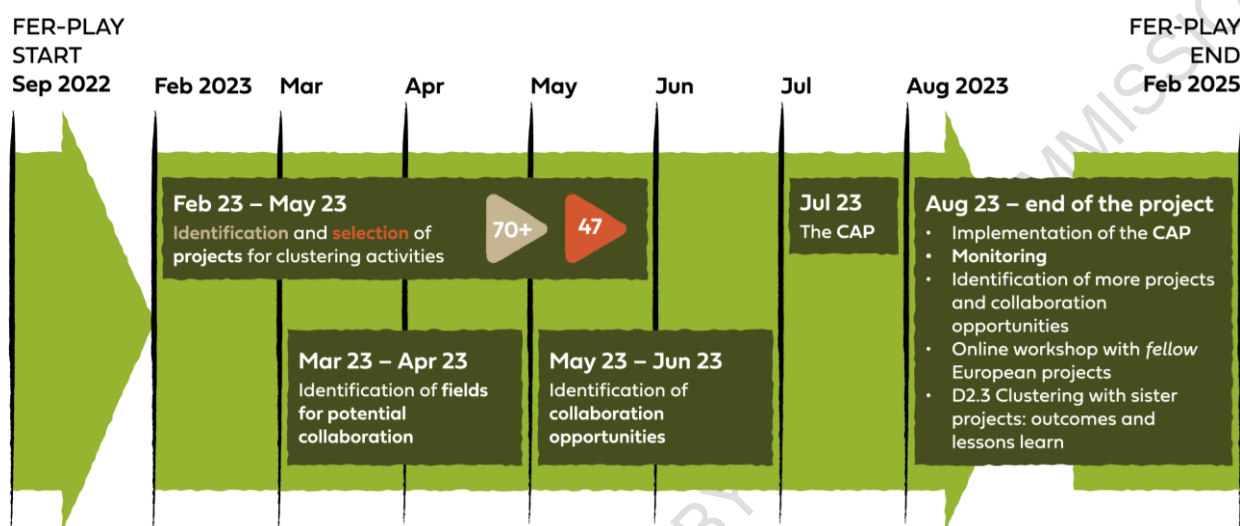 FER-PLAY
START
Sep 2022
Feb 2023
Mar
Apr
May
Jun
Jul
Aug 2023
FER-PLAY
END
Feb 2025
Feb 23 – May 23
Identification and selection of
projects for clustering activities
70+
47
Mar 23 – Apr 23
Identification of fields
for potential
collaboration
May 23 – Jun 23
Identification of
collaboration
opportunities
Jul 23
The CAP
Aug 23 – end of the project
• Implementation of the CAP
• Monitoring
• Identification of more projects
and collaboration
opportunities
• Online workshop with fellow
European projects
• D2.3 Clustering with sister
projects: outcomes and
lessons learn
BY